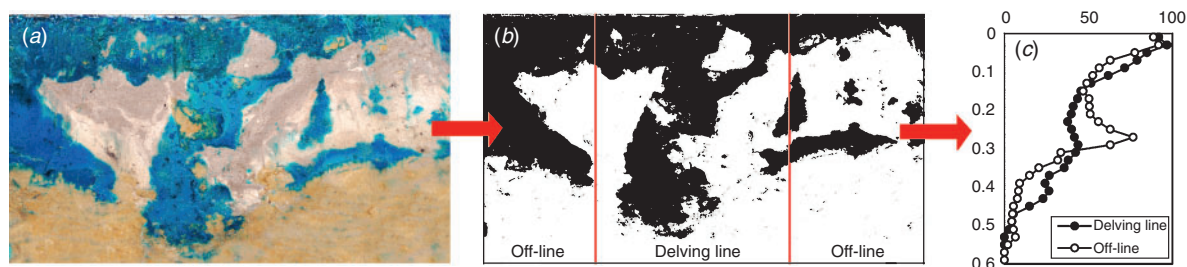 (a)
(b)
Off-line
Delving line
Off-line
0 50 100
(c)
0
0.1
0.2
0.3
0.4
0.5
0.6
Delving line
Off-line